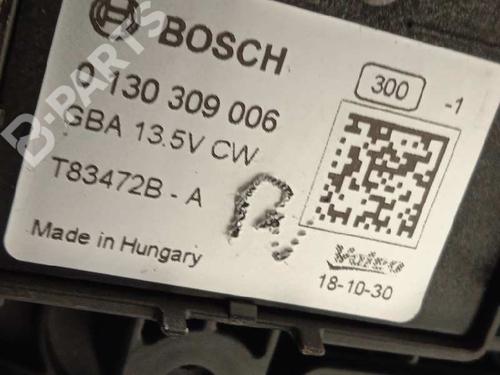 BOSCH
0 130 309 006
GBA 13.5V CW
T83472B - A
Made in Hungary
300
-1
Valeo
18-10-30
B-PARTS